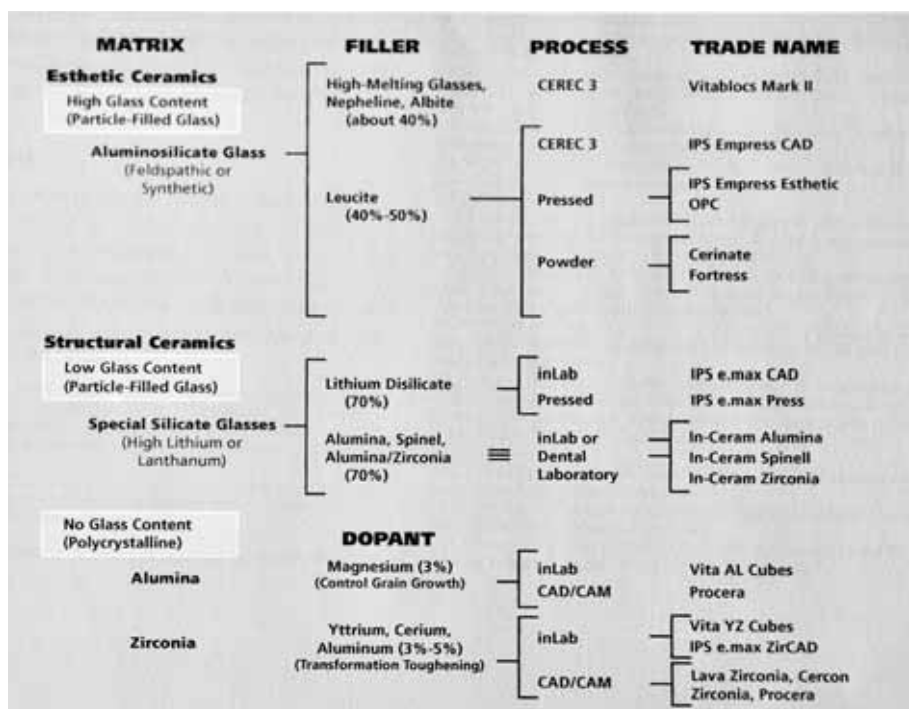 MATRIX FILLER PROCESS TRADE NAME
Esthetic Ceramics
High Glass Content
(Particle-Filled Glass)
Aluminosilicate Glass
(Feldspathic or
Synthetic)
High-Melting Glasses,
Nepheline, Albite
(about 40%)
CEREC 3
Vitablocs Mark II
Leucite
(40%-50%)
CEREC 3
IPS Empress CAD
Pressed
IPS Empress Esthetic
OPC
Powder
Cerinate
Fortress
Structural Ceramics
Low Glass Content
(Particle-Filled Glass)
Special Silicate Glasses
(High Lithium or
Lanthanum)
Lithium Disilicate
(70%)
inLab
IPS e.max CAD
Pressed
IPS e.max Press
Alumina, Spinel,
Alumina/Zirconia
(70%)
inLab or
Dental
Laboratory
In-Ceram Alumina
In-Ceram Spinell
In-Ceram Zirconia
No Glass Content
(Polycrystalline)
DOPANT
Alumina
Magnesium (3%)
(Control Grain Growth)
inLab
Vita AL Cubes
CAD/CAM
Procera
Zirconia
Yttrium, Cerium,
Aluminum (3%-5%)
(Transformation Toughening)
inLab
Vita YZ Cubes
IPS e.max ZirCAD
CAD/CAM
Lava Zirconia, Cercon
Zirconia, Procera